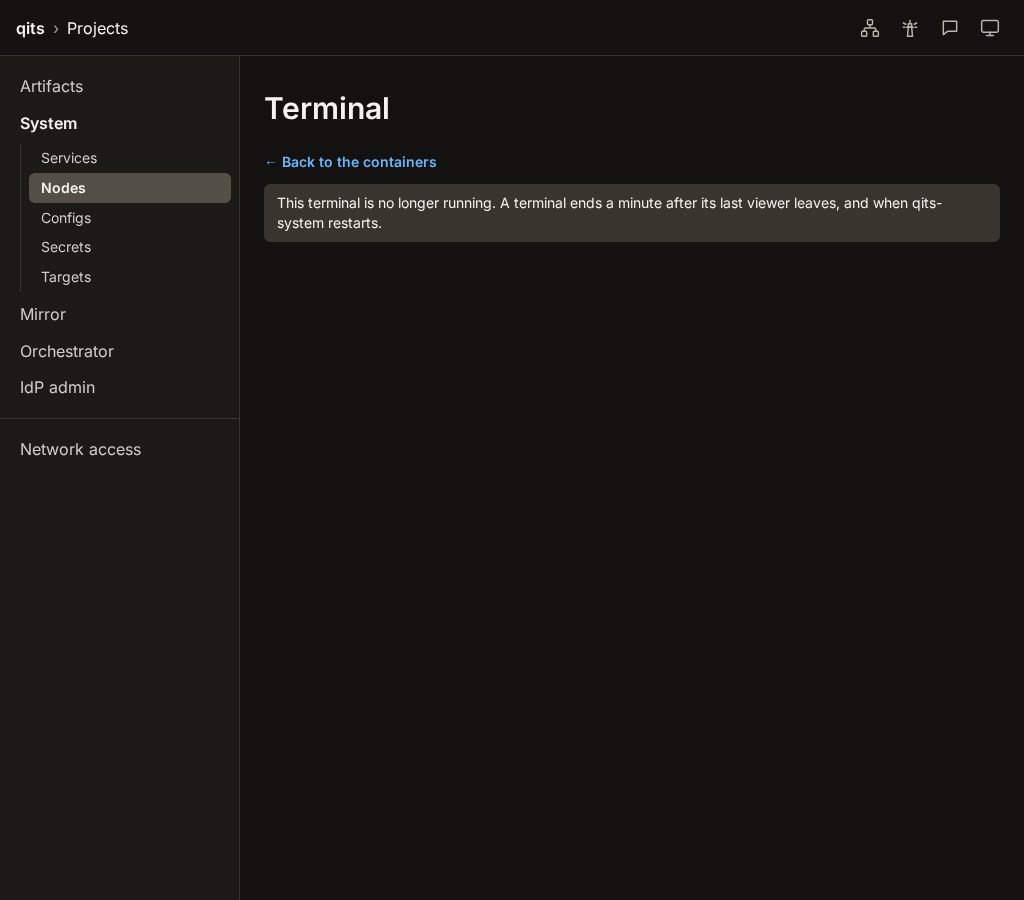 qits › Projects
Artifacts
System
Services
Nodes
Configs
Secrets
Targets
Mirror
Orchestrator
IdP admin
Network access
Terminal
← Back to the containers
This terminal is no longer running. A terminal ends a minute after its last viewer leaves, and when qits-
system restarts.